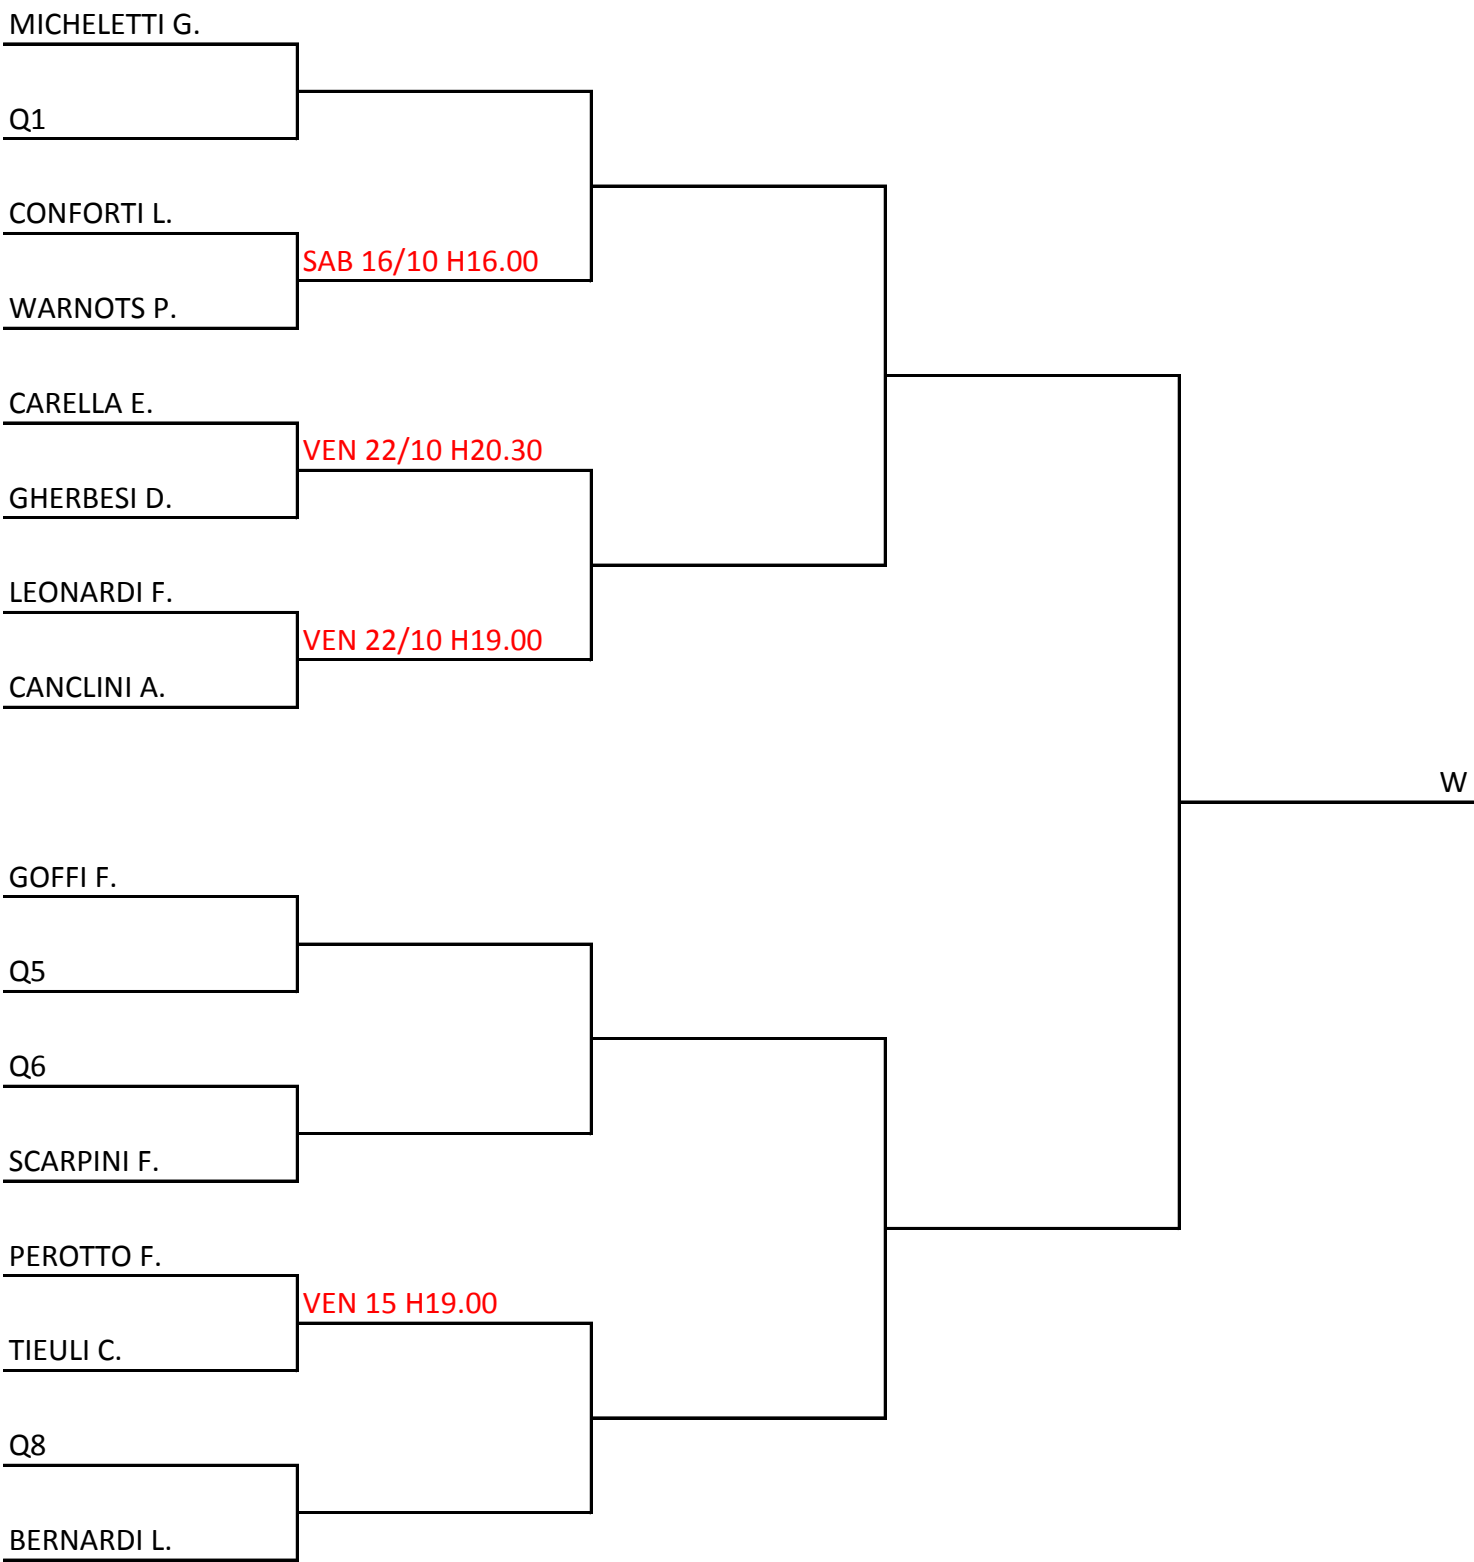 MICHELETTI G.
Q1
CONFORTI L.
SAB 16/10 H16.00
WARNOTS P.
CARELLA E.
VEN 22/10 H20.30
GHERBESI D.
LEONARDI F.
VEN 22/10 H19.00
CANCLINI A.
W
GOFFI F.
Q5
Q6
SCARPINI F.
PEROTTO F.
VEN 15 H19.00
TIEULI C.
Q8
BERNARDI L.